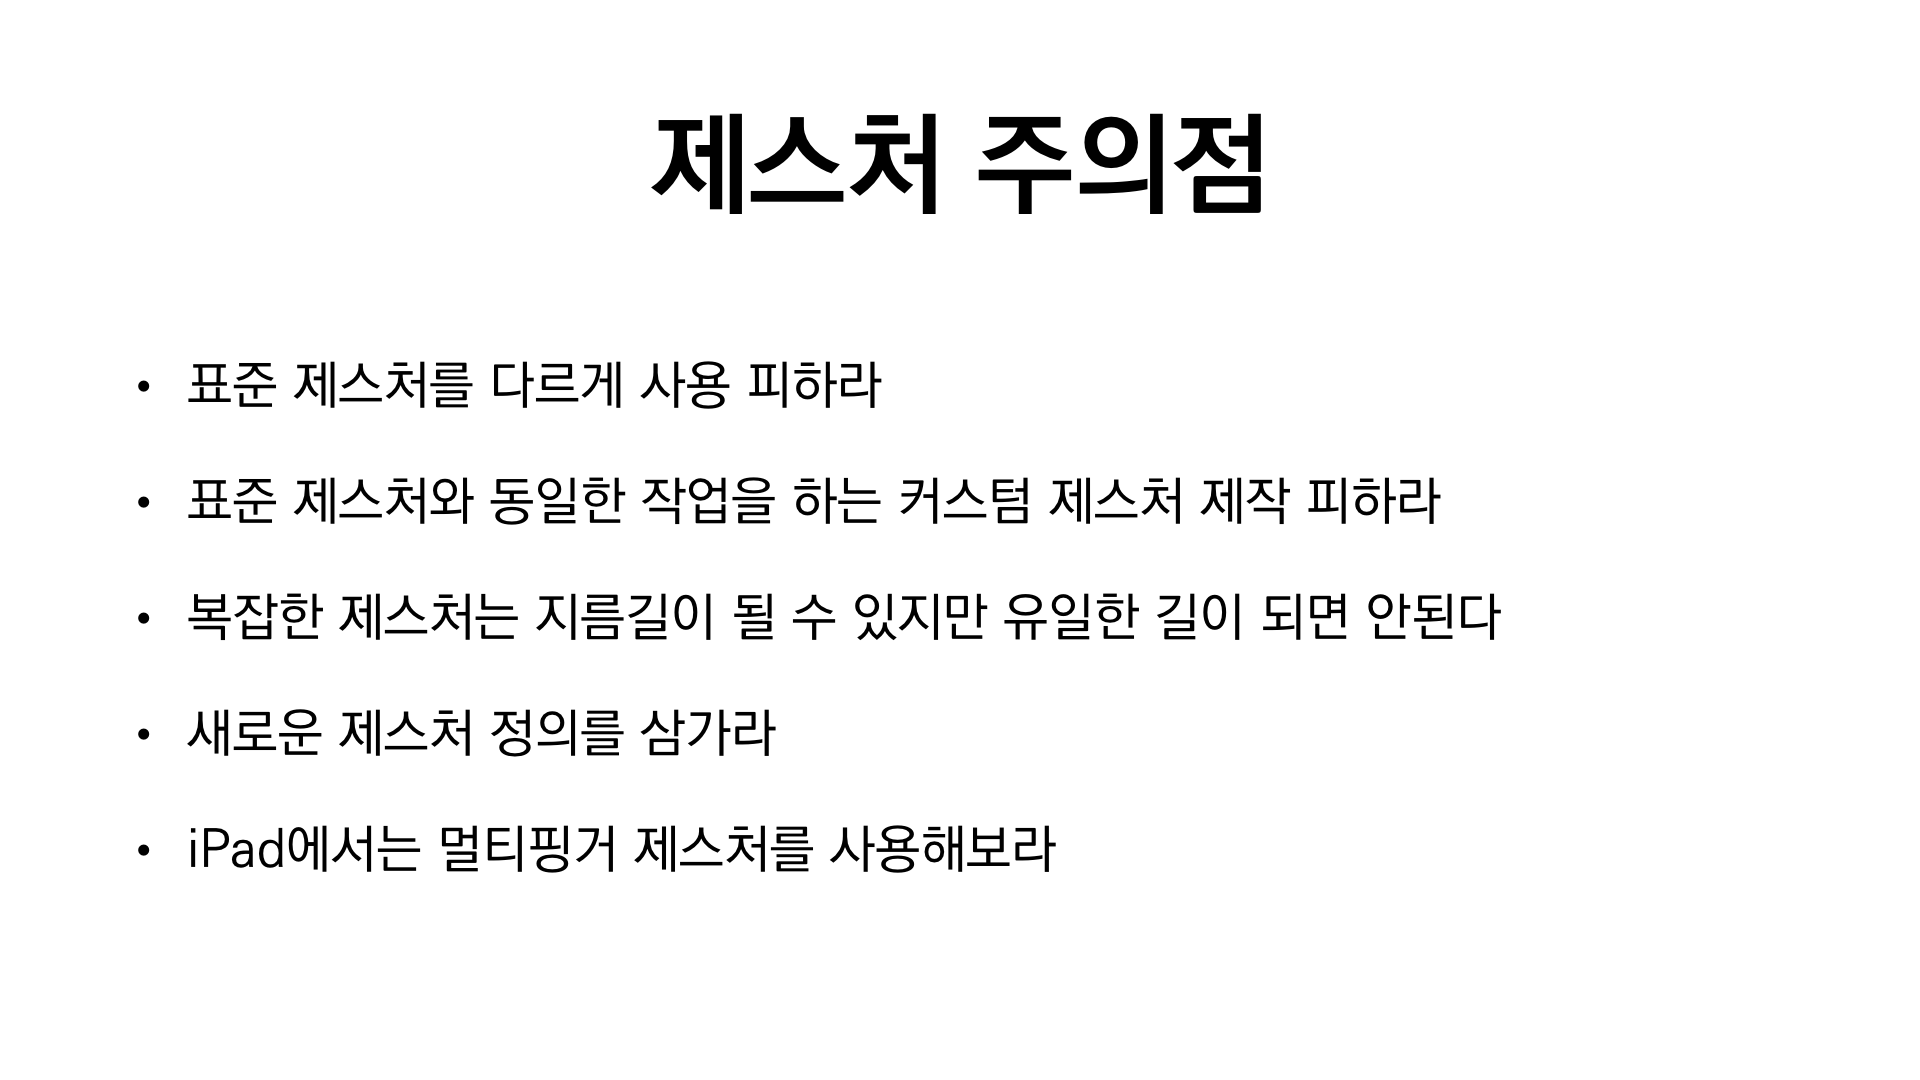 제스처 주의점
• 표준 제스처를 다르게 사용 피하라
• 표준 제스처와 동일한 작업을 하는 커스텀 제스처 제작 피하라
• 복잡한 제스처는 지름길이 될 수 있지만 유일한 길이 되면 안된다
• 새로운 제스처 정의를 삼가라
• iPad에서는 멀티핑거 제스처를 사용해보라